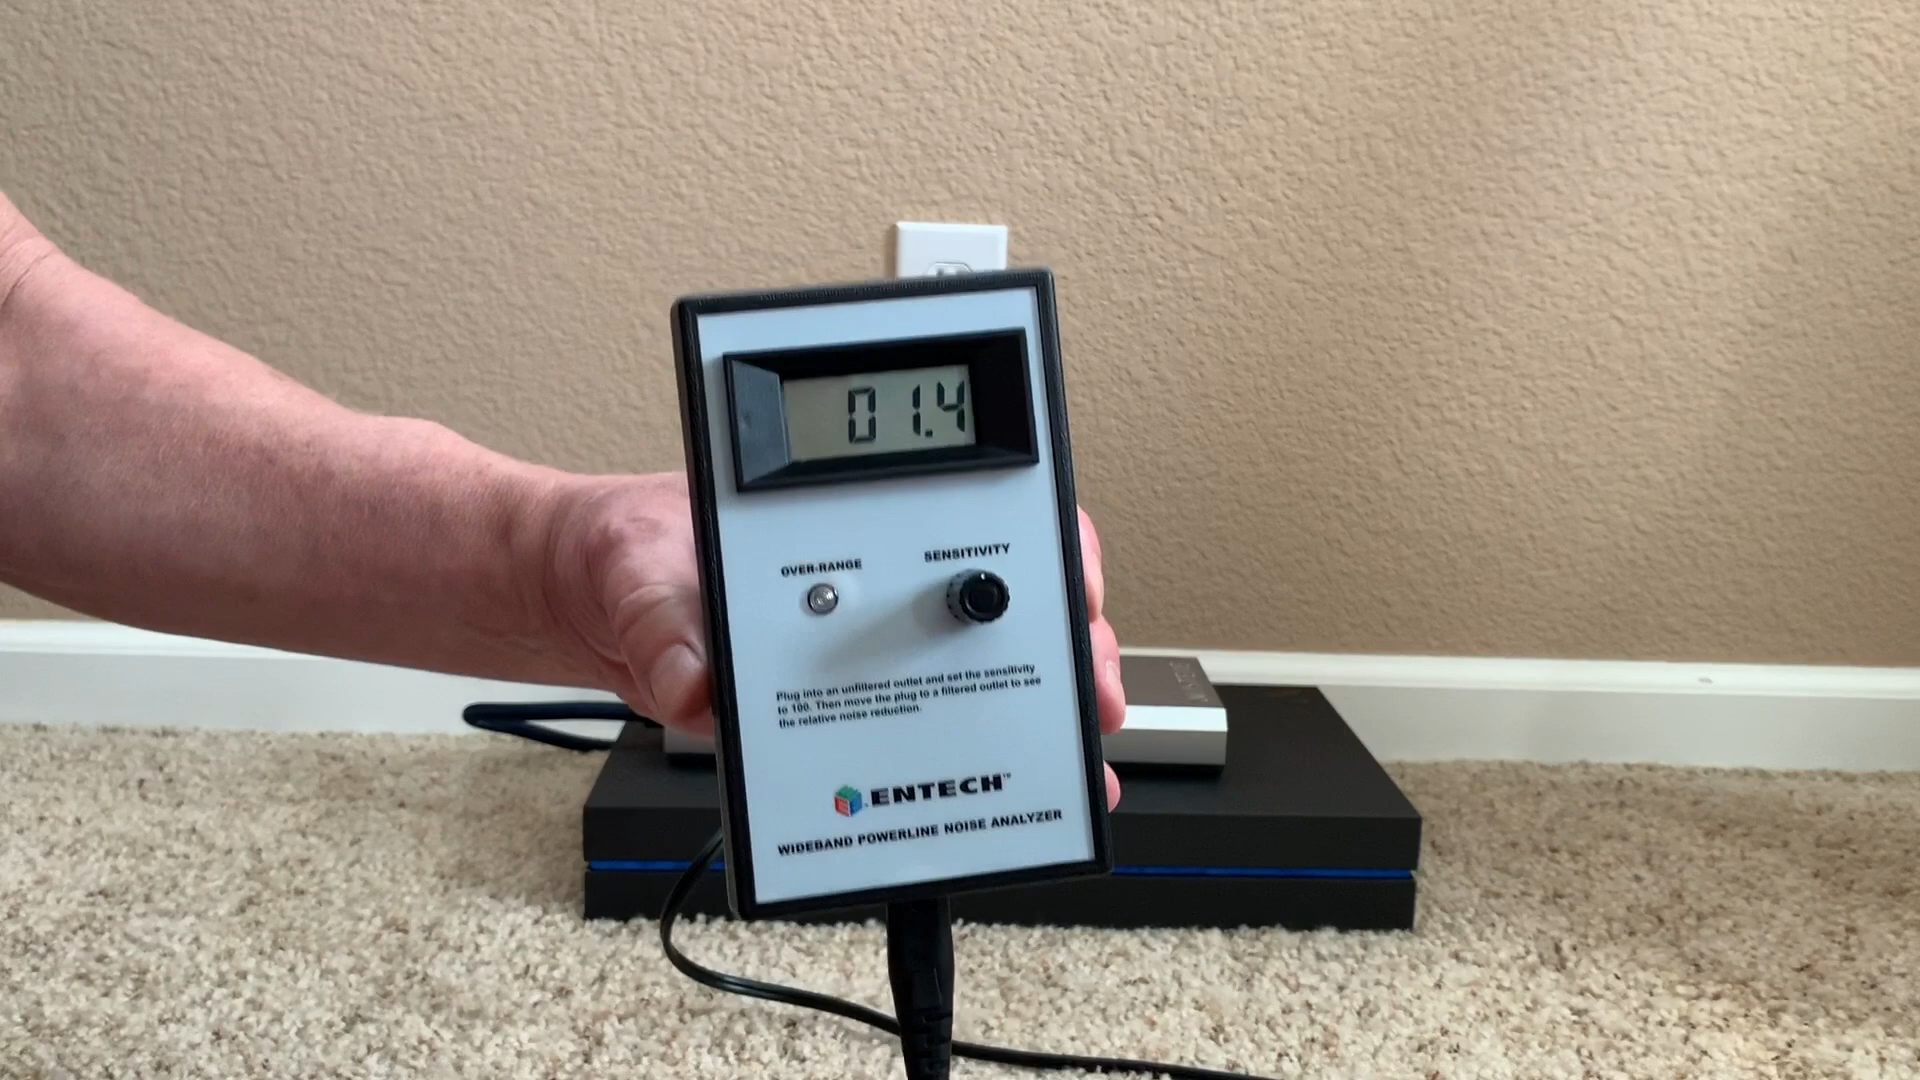 01.4
OVER-RANGE
SENSITIVITY
Plug into an unfiltered outlet and set the sensitivity
to 100. Then move the plug to a filtered outlet to see
the relative noise reduction.
ENTECH™
WIDEBAND POWERLINE NOISE ANALYZER